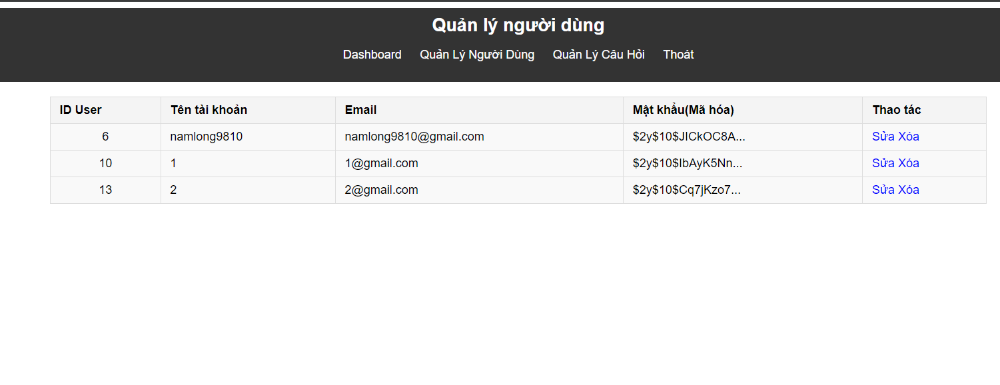 Quản lý người dùng
Dashboard Quản Lý Người Dùng Quản Lý Câu Hỏi Thoát
ID User Tên tài khoản Email Mật khẩu(Mã hóa) Thao tác
6 namlong9810 namlong9810@gmail.com $2y$10$JICkOC8A... Sửa Xóa
10 1 1@gmail.com $2y$10$IbAyK5Nn... Sửa Xóa
13 2 2@gmail.com $2y$10$Cq7jKzo7... Sửa Xóa